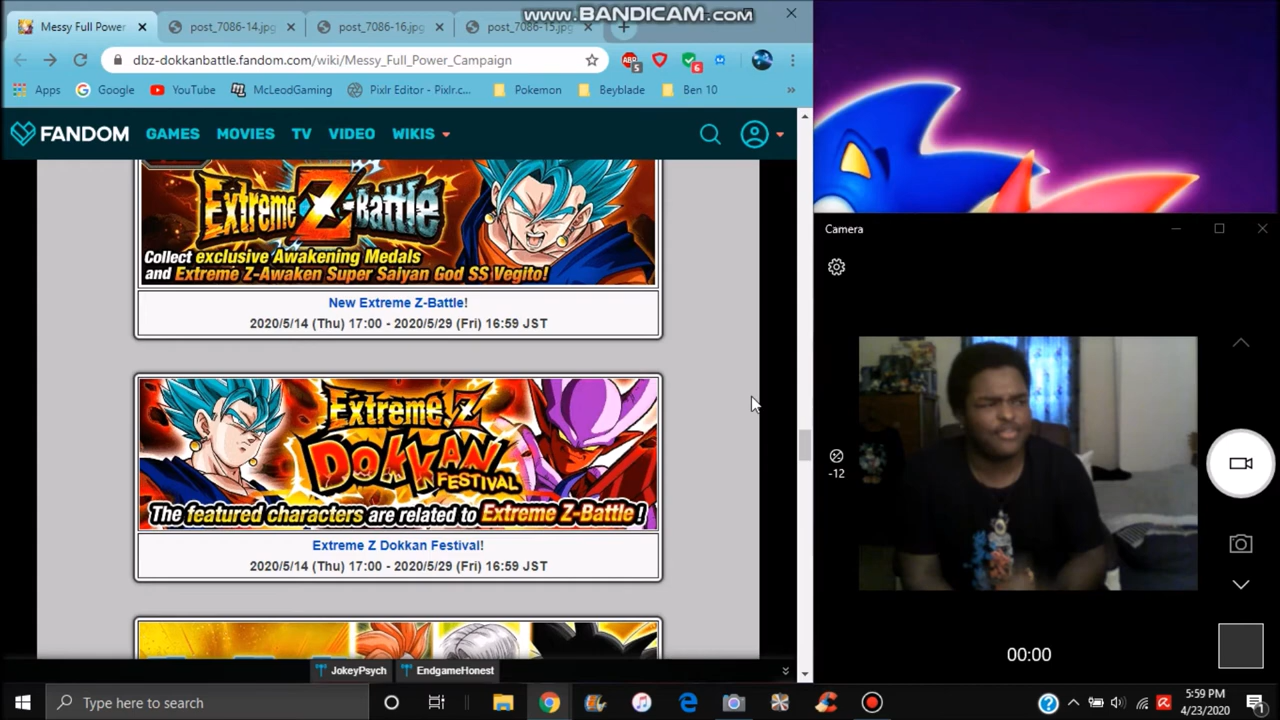 www.BANDICAM.com
Messy Full Power
post_7086-14.jpg
post_7086-16.jpg
post_7086-15.jpg
dbz-dokkanbattle.fandom.com/wiki/Messy_Full_Power_Campaign
ABP
5
6
Apps
Google
YouTube
McLeodGaming
Pixlr Editor - Pixlr.c...
Pokemon
Beyblade
Ben 10
»
FANDOM
GAMES
MOVIES
TV
VIDEO
WIKIS
Extreme Z-Battle
Collect exclusive Awakening Medals
and Extreme Z-Awaken Super Saiyan God SS Vegito!
New Extreme Z-Battle!
2020/5/14 (Thu) 17:00 - 2020/5/29 (Fri) 16:59 JST
Extreme Z
DOKKAN
FESTIVAL
The featured characters are related to Extreme Z-Battle!
Extreme Z Dokkan Festival!
2020/5/14 (Thu) 17:00 - 2020/5/29 (Fri) 16:59 JST
JokeyPsych
EndgameHonest
Camera
-12
00:00
Type here to search
5:59 PM
4/23/2020
1